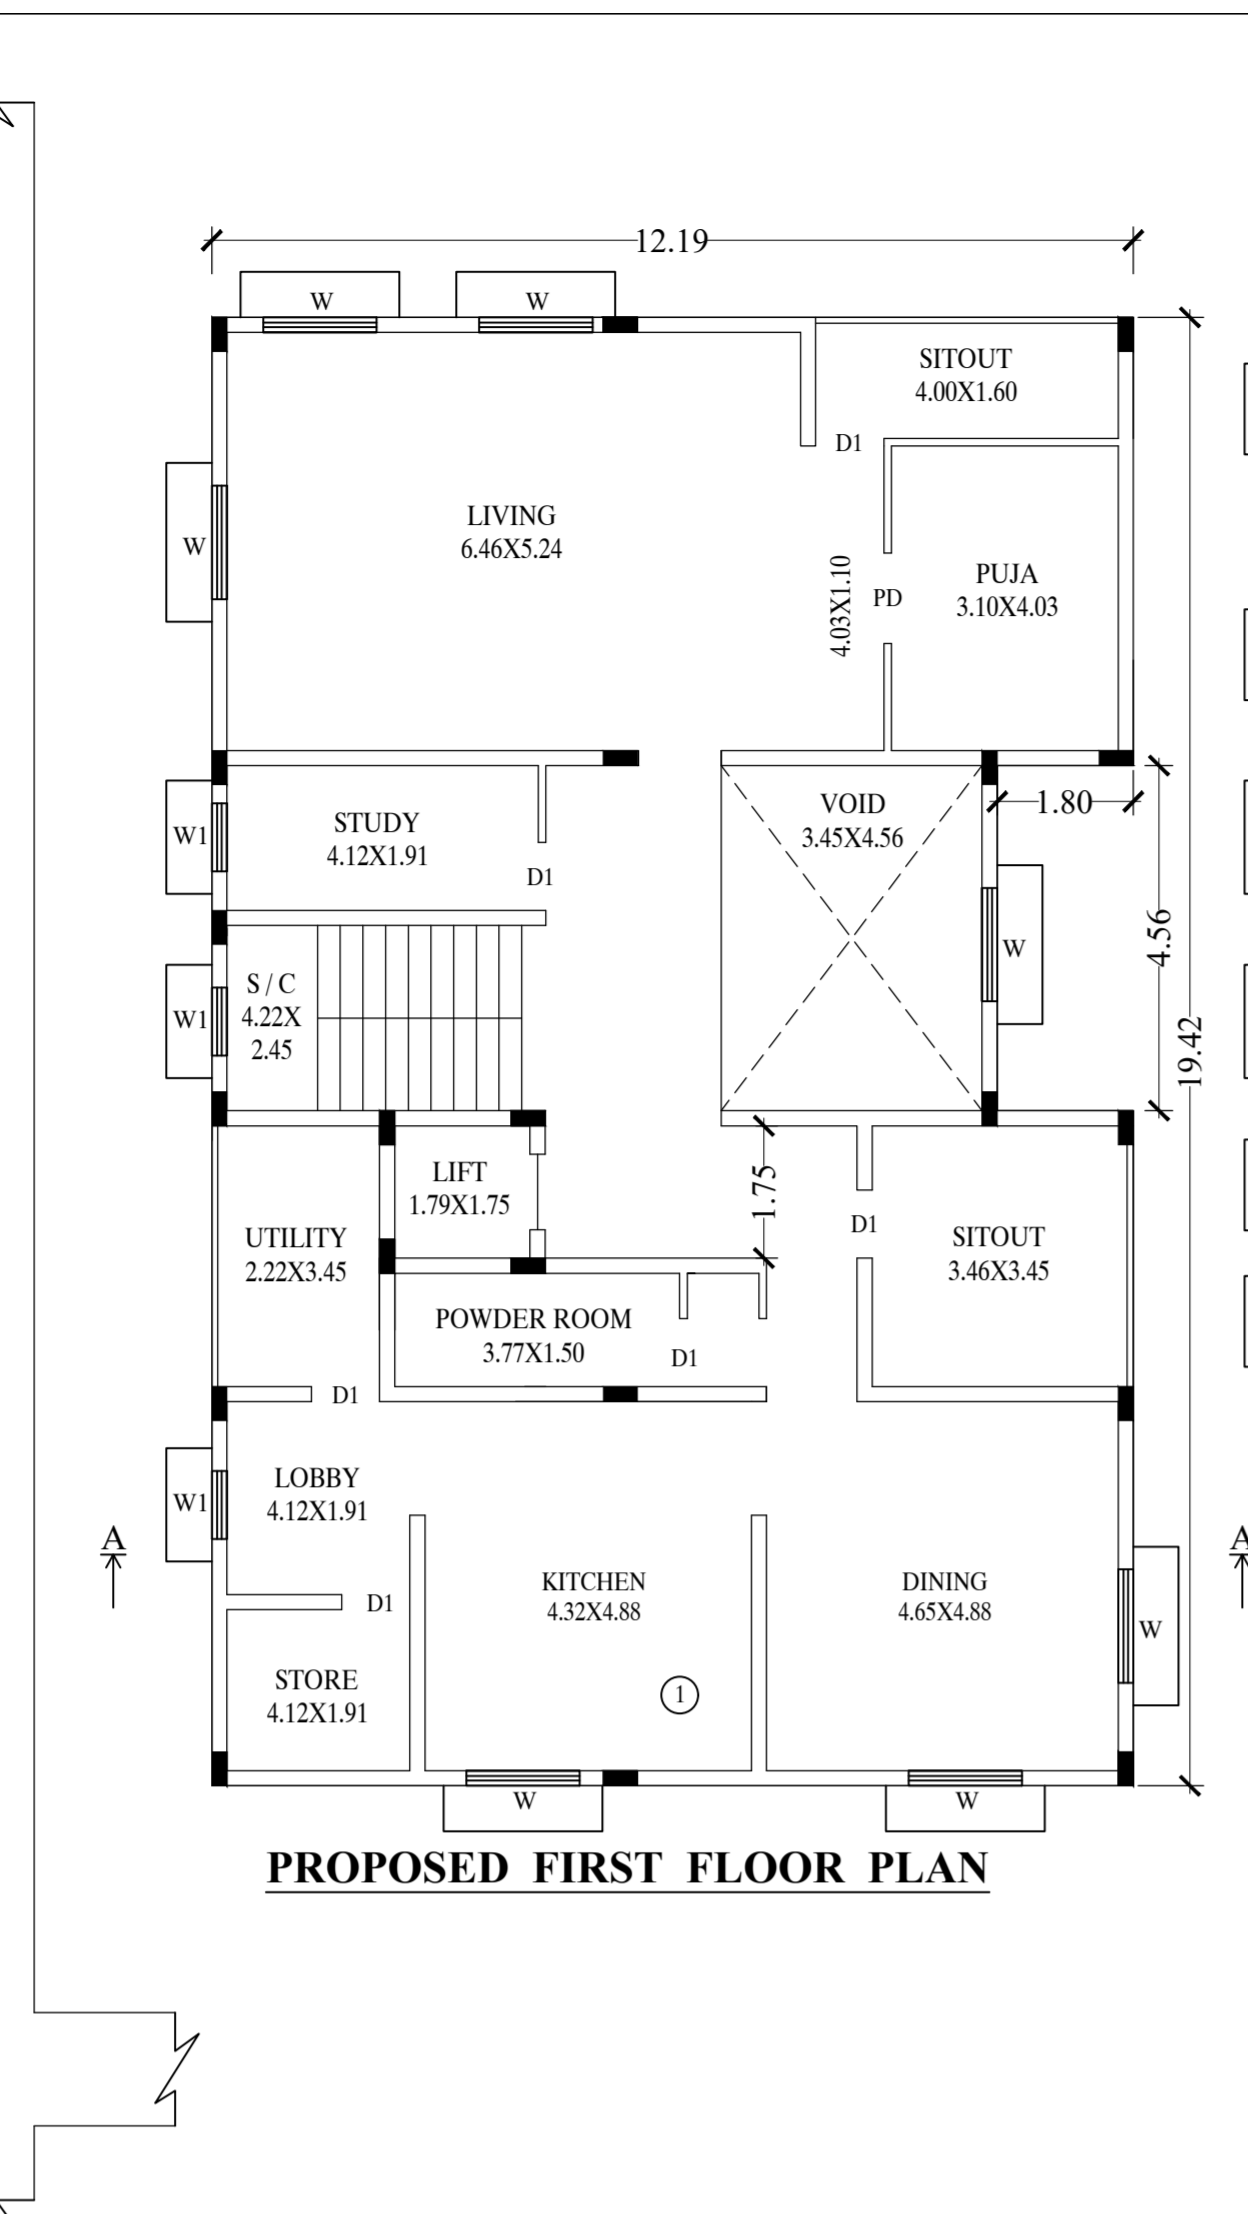 12.19
W
W
SITOUT
4.00X1.60
D1
LIVING
6.46X5.24
W
4.03X1.10
PD
PUJA
3.10X4.03
STUDY
4.12X1.91
W1
D1
VOID
3.45X4.56
1.80
4.56
W
19.42
S / C
4.22X
2.45
W1
LIFT
1.79X1.75
1.75
D1
UTILITY
2.22X3.45
SITOUT
3.46X3.45
POWDER ROOM
3.77X1.50
D1
D1
LOBBY
4.12X1.91
W1
A
A
D1
KITCHEN
4.32X4.88
DINING
4.65X4.88
W
STORE
4.12X1.91
1
W
W
PROPOSED FIRST FLOOR PLAN